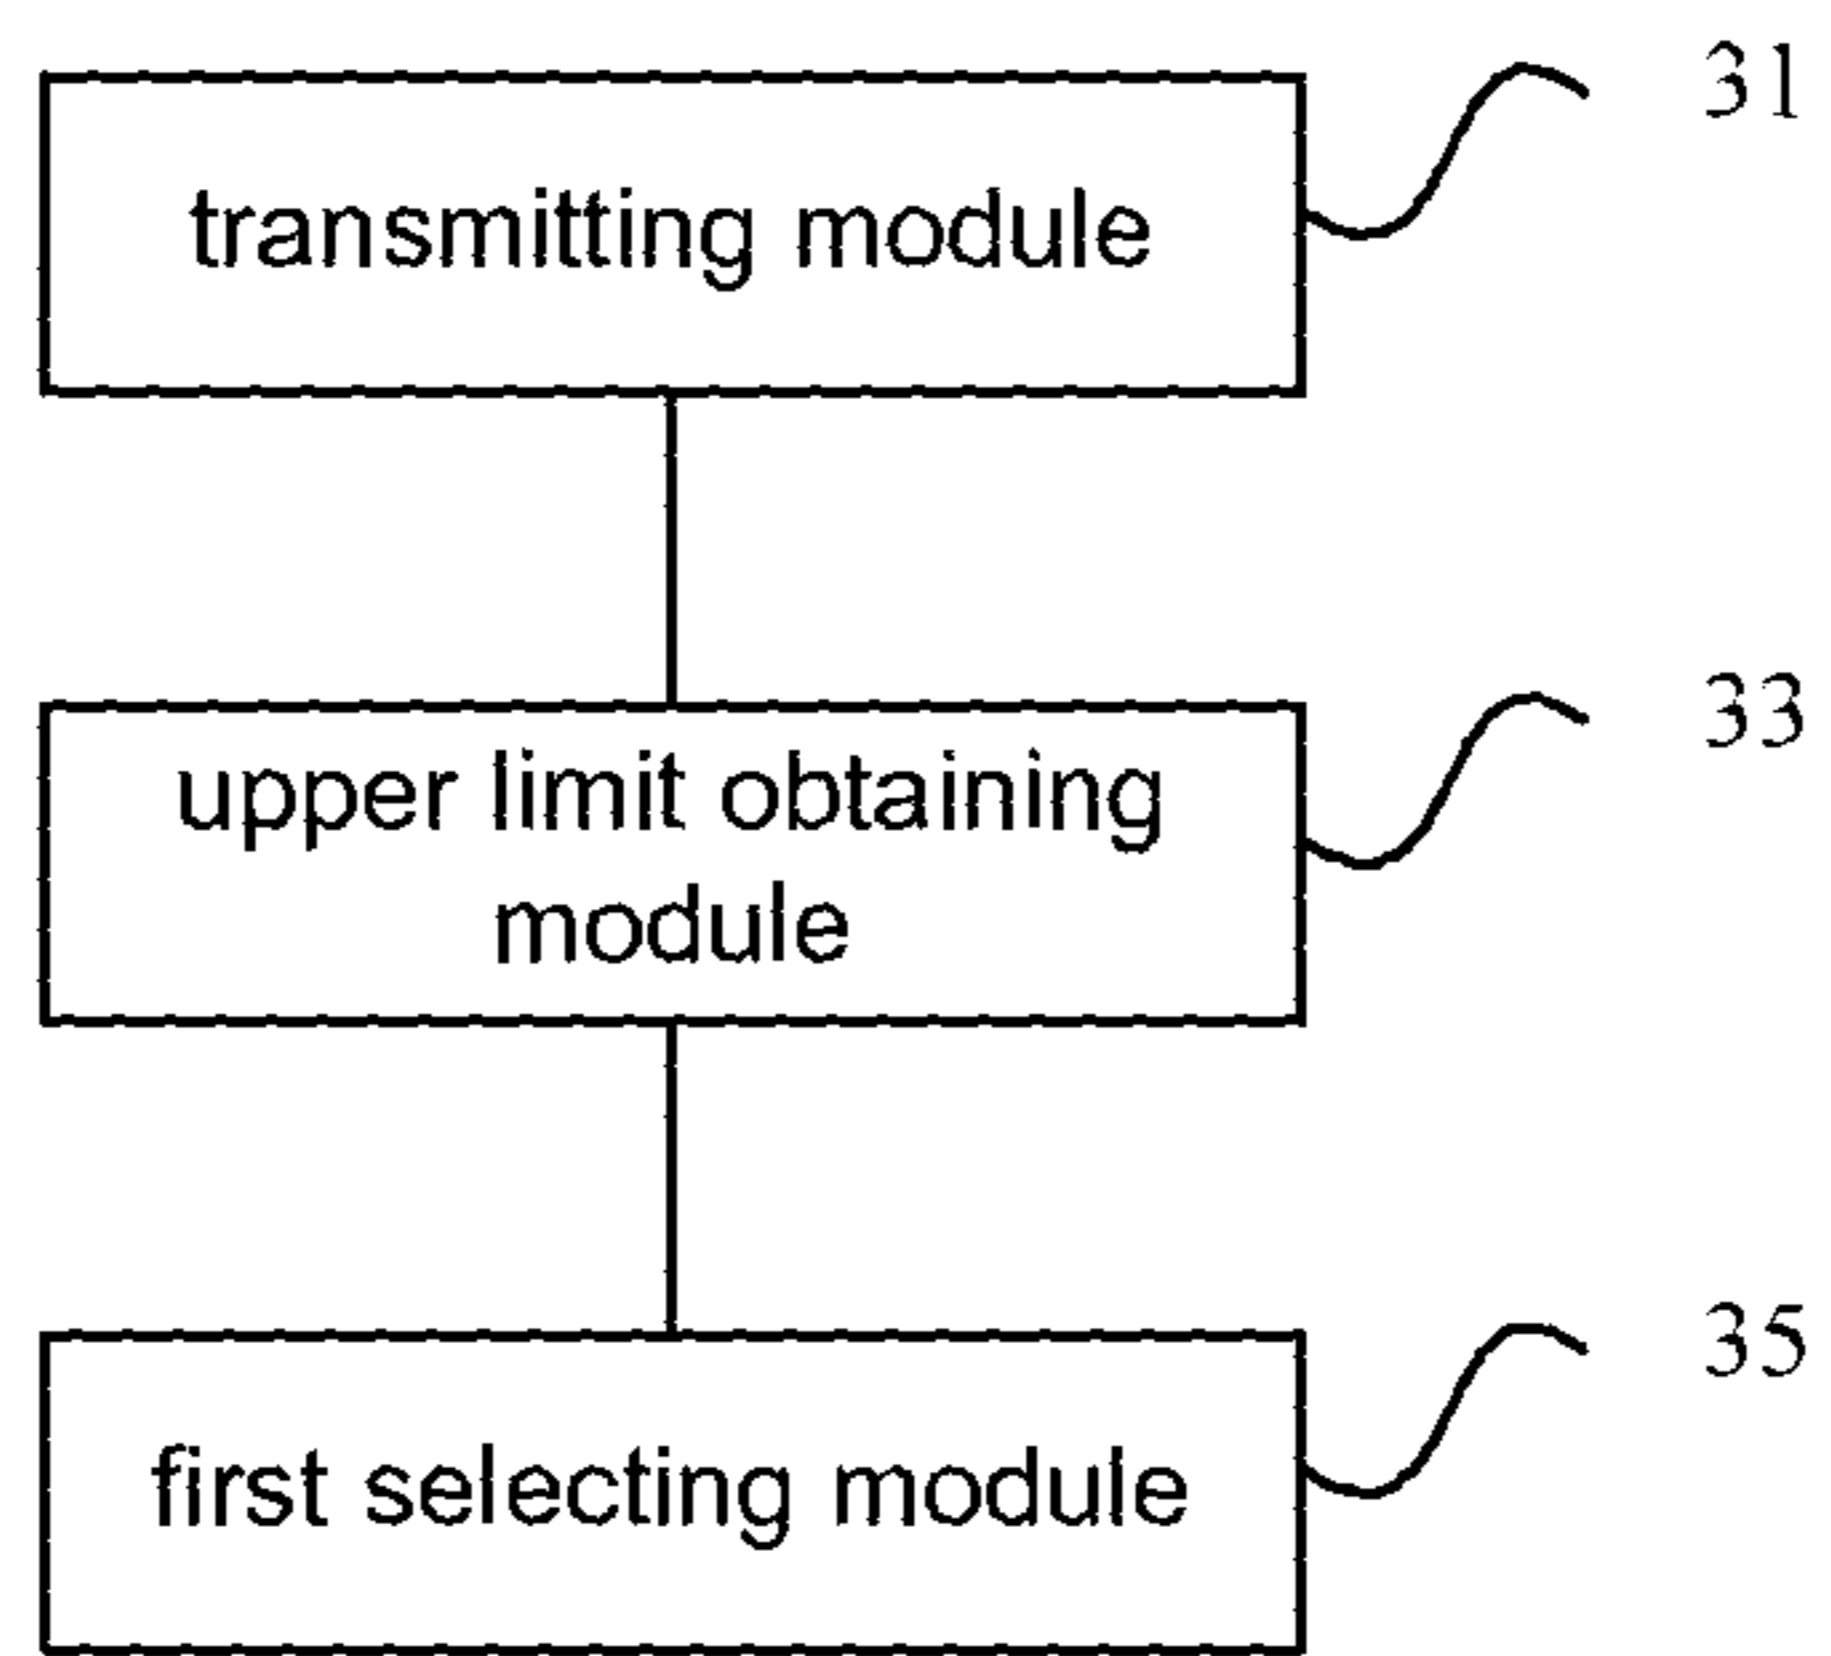 31
transmitting module
33
upper limit obtaining
module
35
first selecting module